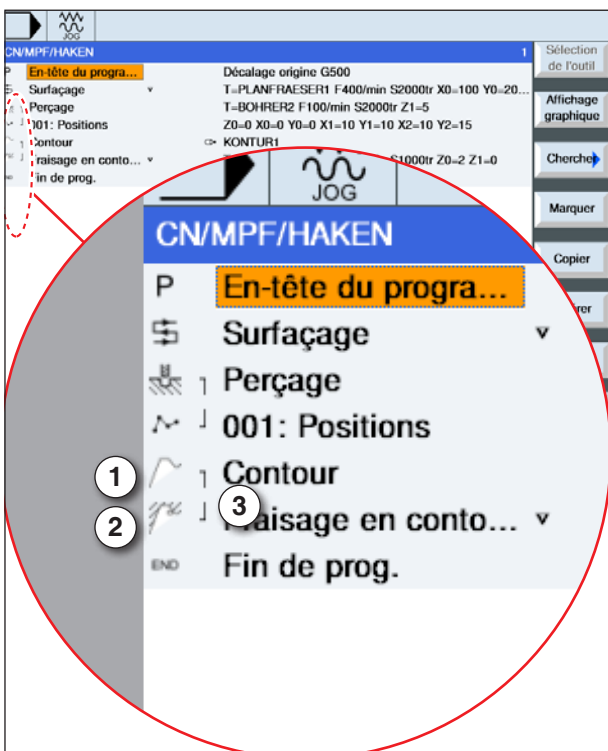 JOG
CN/MPF/HAKEN 1
Sélection de l'outil
P En-tête du progra... Décalage origine G500
Surfaçage T=PLANFRAESER1 F400/min S2000tr X0=100 Y0=20...
Perçage T=BOHRER2 F100/min S2000tr Z1=5
001: Positions Z0=0 X0=0 Y0=0 X1=10 Y1=10 X2=10 Y2=15
Contour KONTUR1
Fraisage en conto... S1000tr Z0=2 Z1=0
Fin de prog.
Affichage graphique
Cherche
Marquer
Copier
JOG
CN/MPF/HAKEN
P En-tête du progra...
Surfaçage
Perçage
001: Positions
1 Contour
2 3 Fraisage en conto...
END Fin de prog.